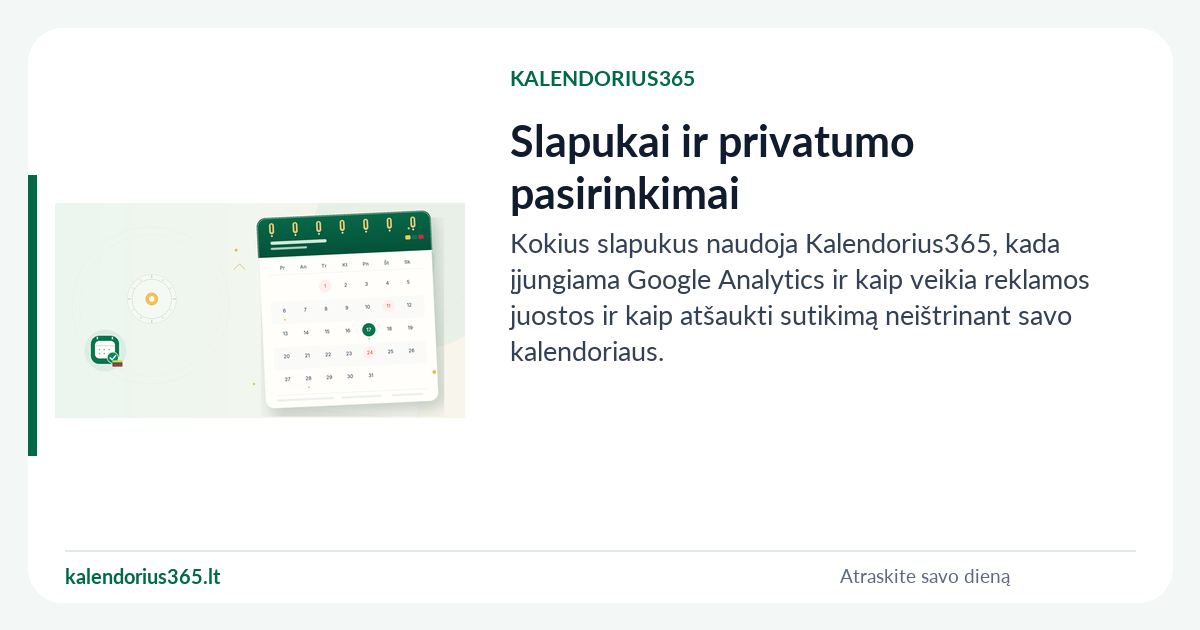 KALENDORIUS365
Slapukai ir privatumo
pasirinkimai
Kokius slapukus naudoja Kalendorius365, kada
įjungiama Google Analytics ir kaip veikia reklamos
juostos ir kaip atšaukti sutikimą neištrinant savo
kalendoriaus.
Pr An Tr Kt Pn Št Sk
1 2 3 4 5
6 7 8 9 10 11 12
13 14 15 16 17 18 19
20 21 22 23 24 25 26
27 28 29 30 31
kalendorius365.lt
Atraskite savo dieną